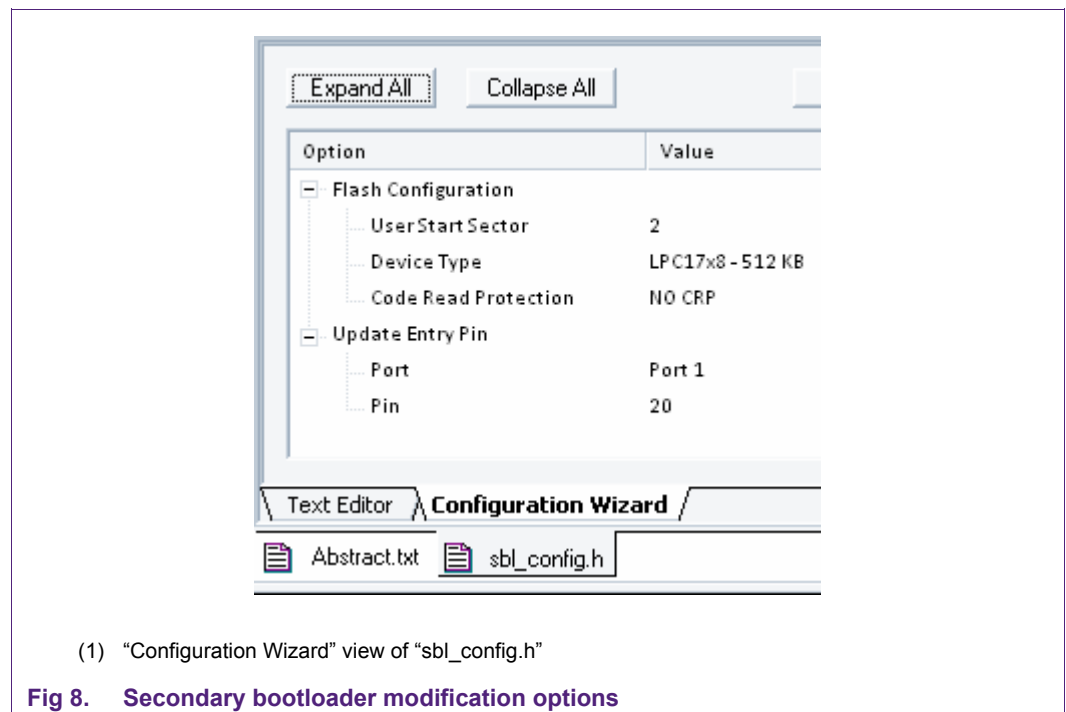 Expand All Collapse All
Option Value
Flash Configuration
User Start Sector 2
Device Type LPC17x8 - 512 KB
Code Read Protection NO CRP
Update Entry Pin
Port Port 1
Pin 20
Text Editor Configuration Wizard
Abstract.txt sbl_config.h
(1) “Configuration Wizard” view of “sbl_config.h”
Fig 8. Secondary bootloader modification options